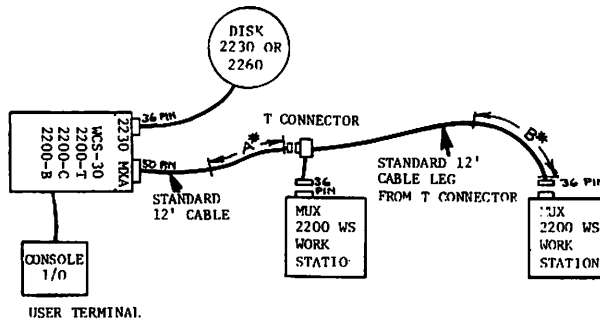 DISK
2230 OR
2260
36 PIN
T CONNECTOR
2230 MXA
WCS-30
2200-T
2200-C
2200-B
50 PIN
A*
STANDARD
12' CABLE
B*
STANDARD 12'
CABLE LEG
FROM T CONNECTOR
36
PIN
36 PIN
MUX
2200 WS
WORK
STATIO
MUX
2200 WS
WORK
STATION
CONSOLE
I/O
USER TERMINAL